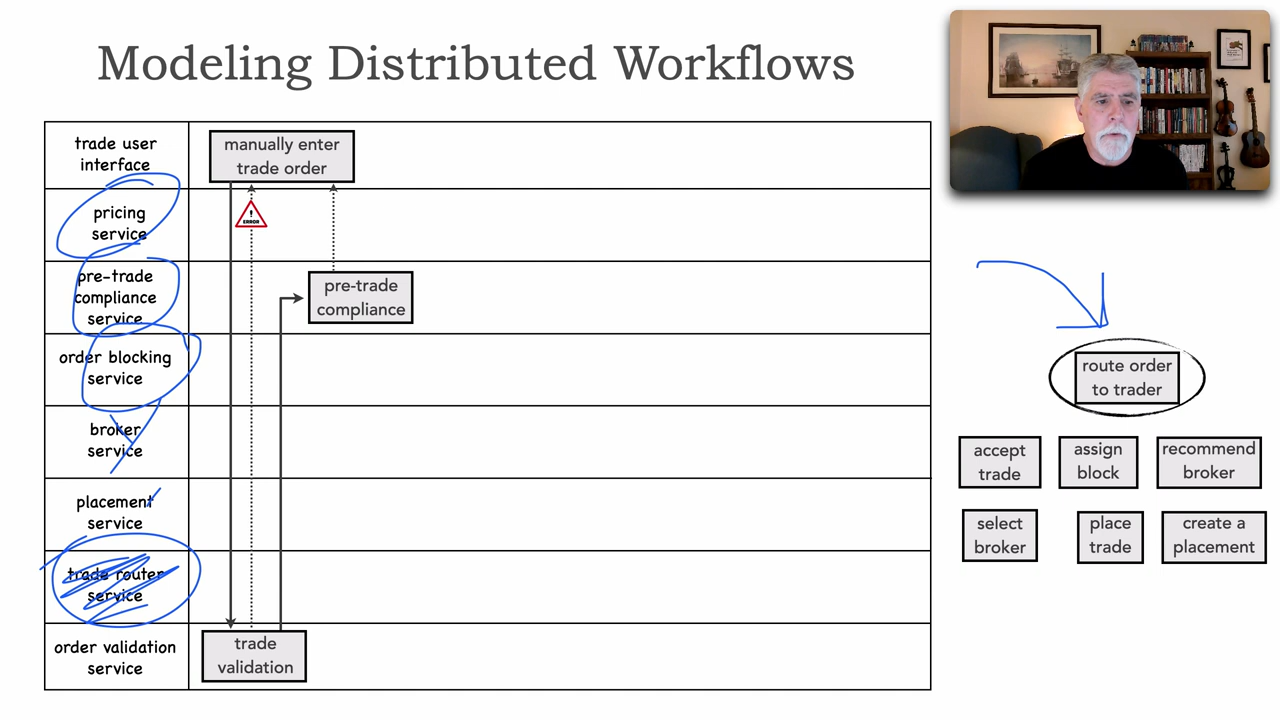 Modeling Distributed Workflows
trade user
interface
manually enter
trade order
pricing
service
!
ERROR
pre-trade
compliance
service
pre-trade
compliance
order blocking
service
broker
service
placement
service
trade router
service
order validation
service
trade
validation
route order
to trader
accept
trade
assign
block
recommend
broker
select
broker
place
trade
create a
placement